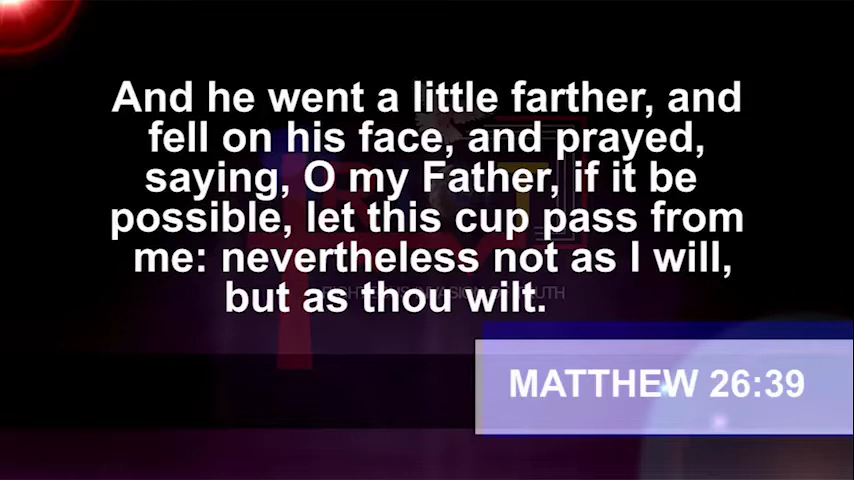 And he went a little farther, and
fell on his face, and prayed,
saying, O my Father, if it be
possible, let this cup pass from
me: nevertheless not as I will,
but as thou wilt.
MATTHEW 26:39